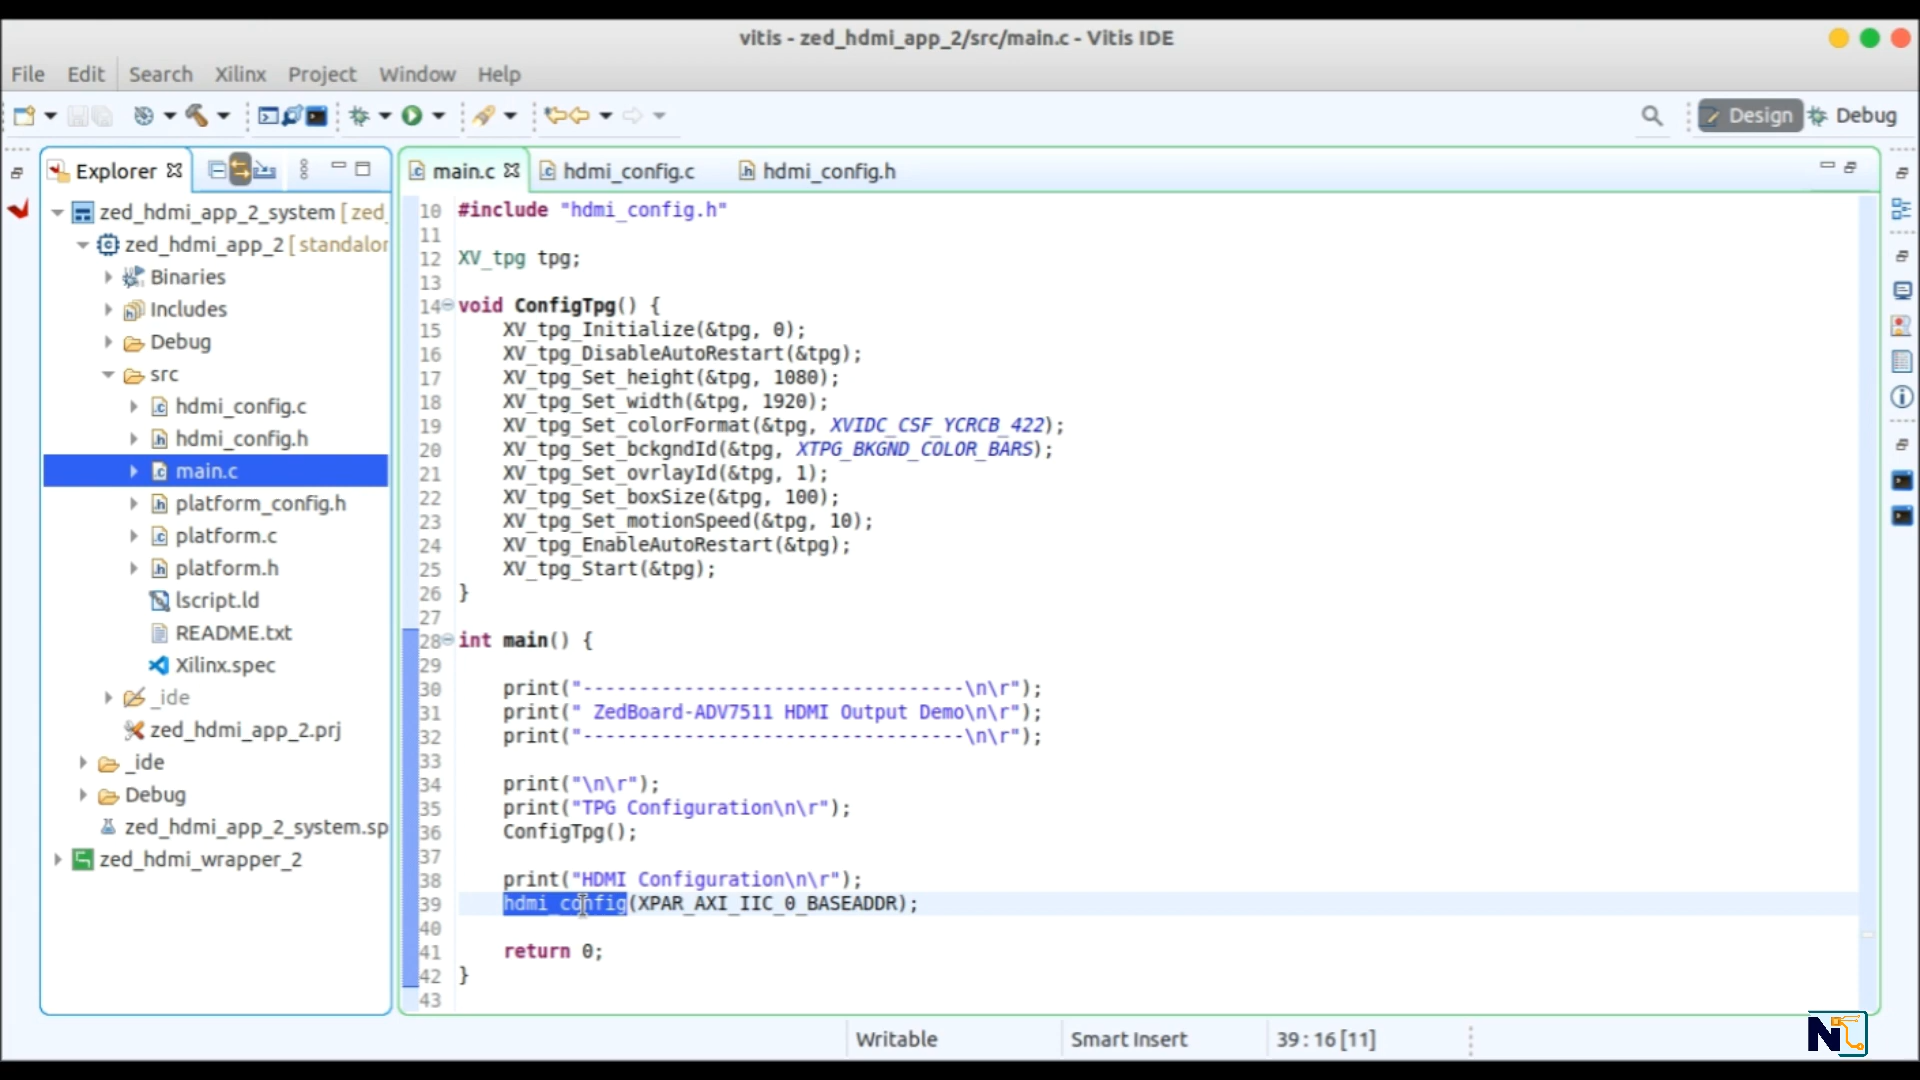 vitis - zed_hdmi_app_2/src/main.c - Vitis IDE
File Edit Search Xilinx Project Window Help
Design Debug
Explorer
zed_hdmi_app_2_system [ zed_
zed_hdmi_app_2 [ standalor
Binaries
Includes
Debug
src
hdmi_config.c
hdmi_config.h
main.c
platform_config.h
platform.c
platform.h
lscript.ld
README.txt
Xilinx.spec
_ide
zed_hdmi_app_2.prj
_ide
Debug
zed_hdmi_app_2_system.sp
zed_hdmi_wrapper_2
main.c hdmi_config.c hdmi_config.h
10 #include "hdmi_config.h"
11
12 XV_tpg tpg;
13
14 void ConfigTpg() {
15 XV_tpg_Initialize(&tpg, 0);
16 XV_tpg_DisableAutoRestart(&tpg);
17 XV_tpg_Set_height(&tpg, 1080);
18 XV_tpg_Set_width(&tpg, 1920);
19 XV_tpg_Set_colorFormat(&tpg, XVIDC_CSF_YCRCB_422);
20 XV_tpg_Set_bckgndId(&tpg, XTPG_BKGND_COLOR_BARS);
21 XV_tpg_Set_ovrlayId(&tpg, 1);
22 XV_tpg_Set_boxSize(&tpg, 100);
23 XV_tpg_Set_motionSpeed(&tpg, 10);
24 XV_tpg_EnableAutoRestart(&tpg);
25 XV_tpg_Start(&tpg);
26 }
27
28 int main() {
29
30 print("----------------------------------\n\r");
31 print(" ZedBoard-ADV7511 HDMI Output Demo\n\r");
32 print("----------------------------------\n\r");
33
34 print("\n\r");
35 print("TPG Configuration\n\r");
36 ConfigTpg();
37
38 print("HDMI Configuration\n\r");
39 hdmi_config(XPAR_AXI_IIC_0_BASEADDR);
40
41 return 0;
42 }
43
Writable Smart Insert 39 : 16 [11]
N